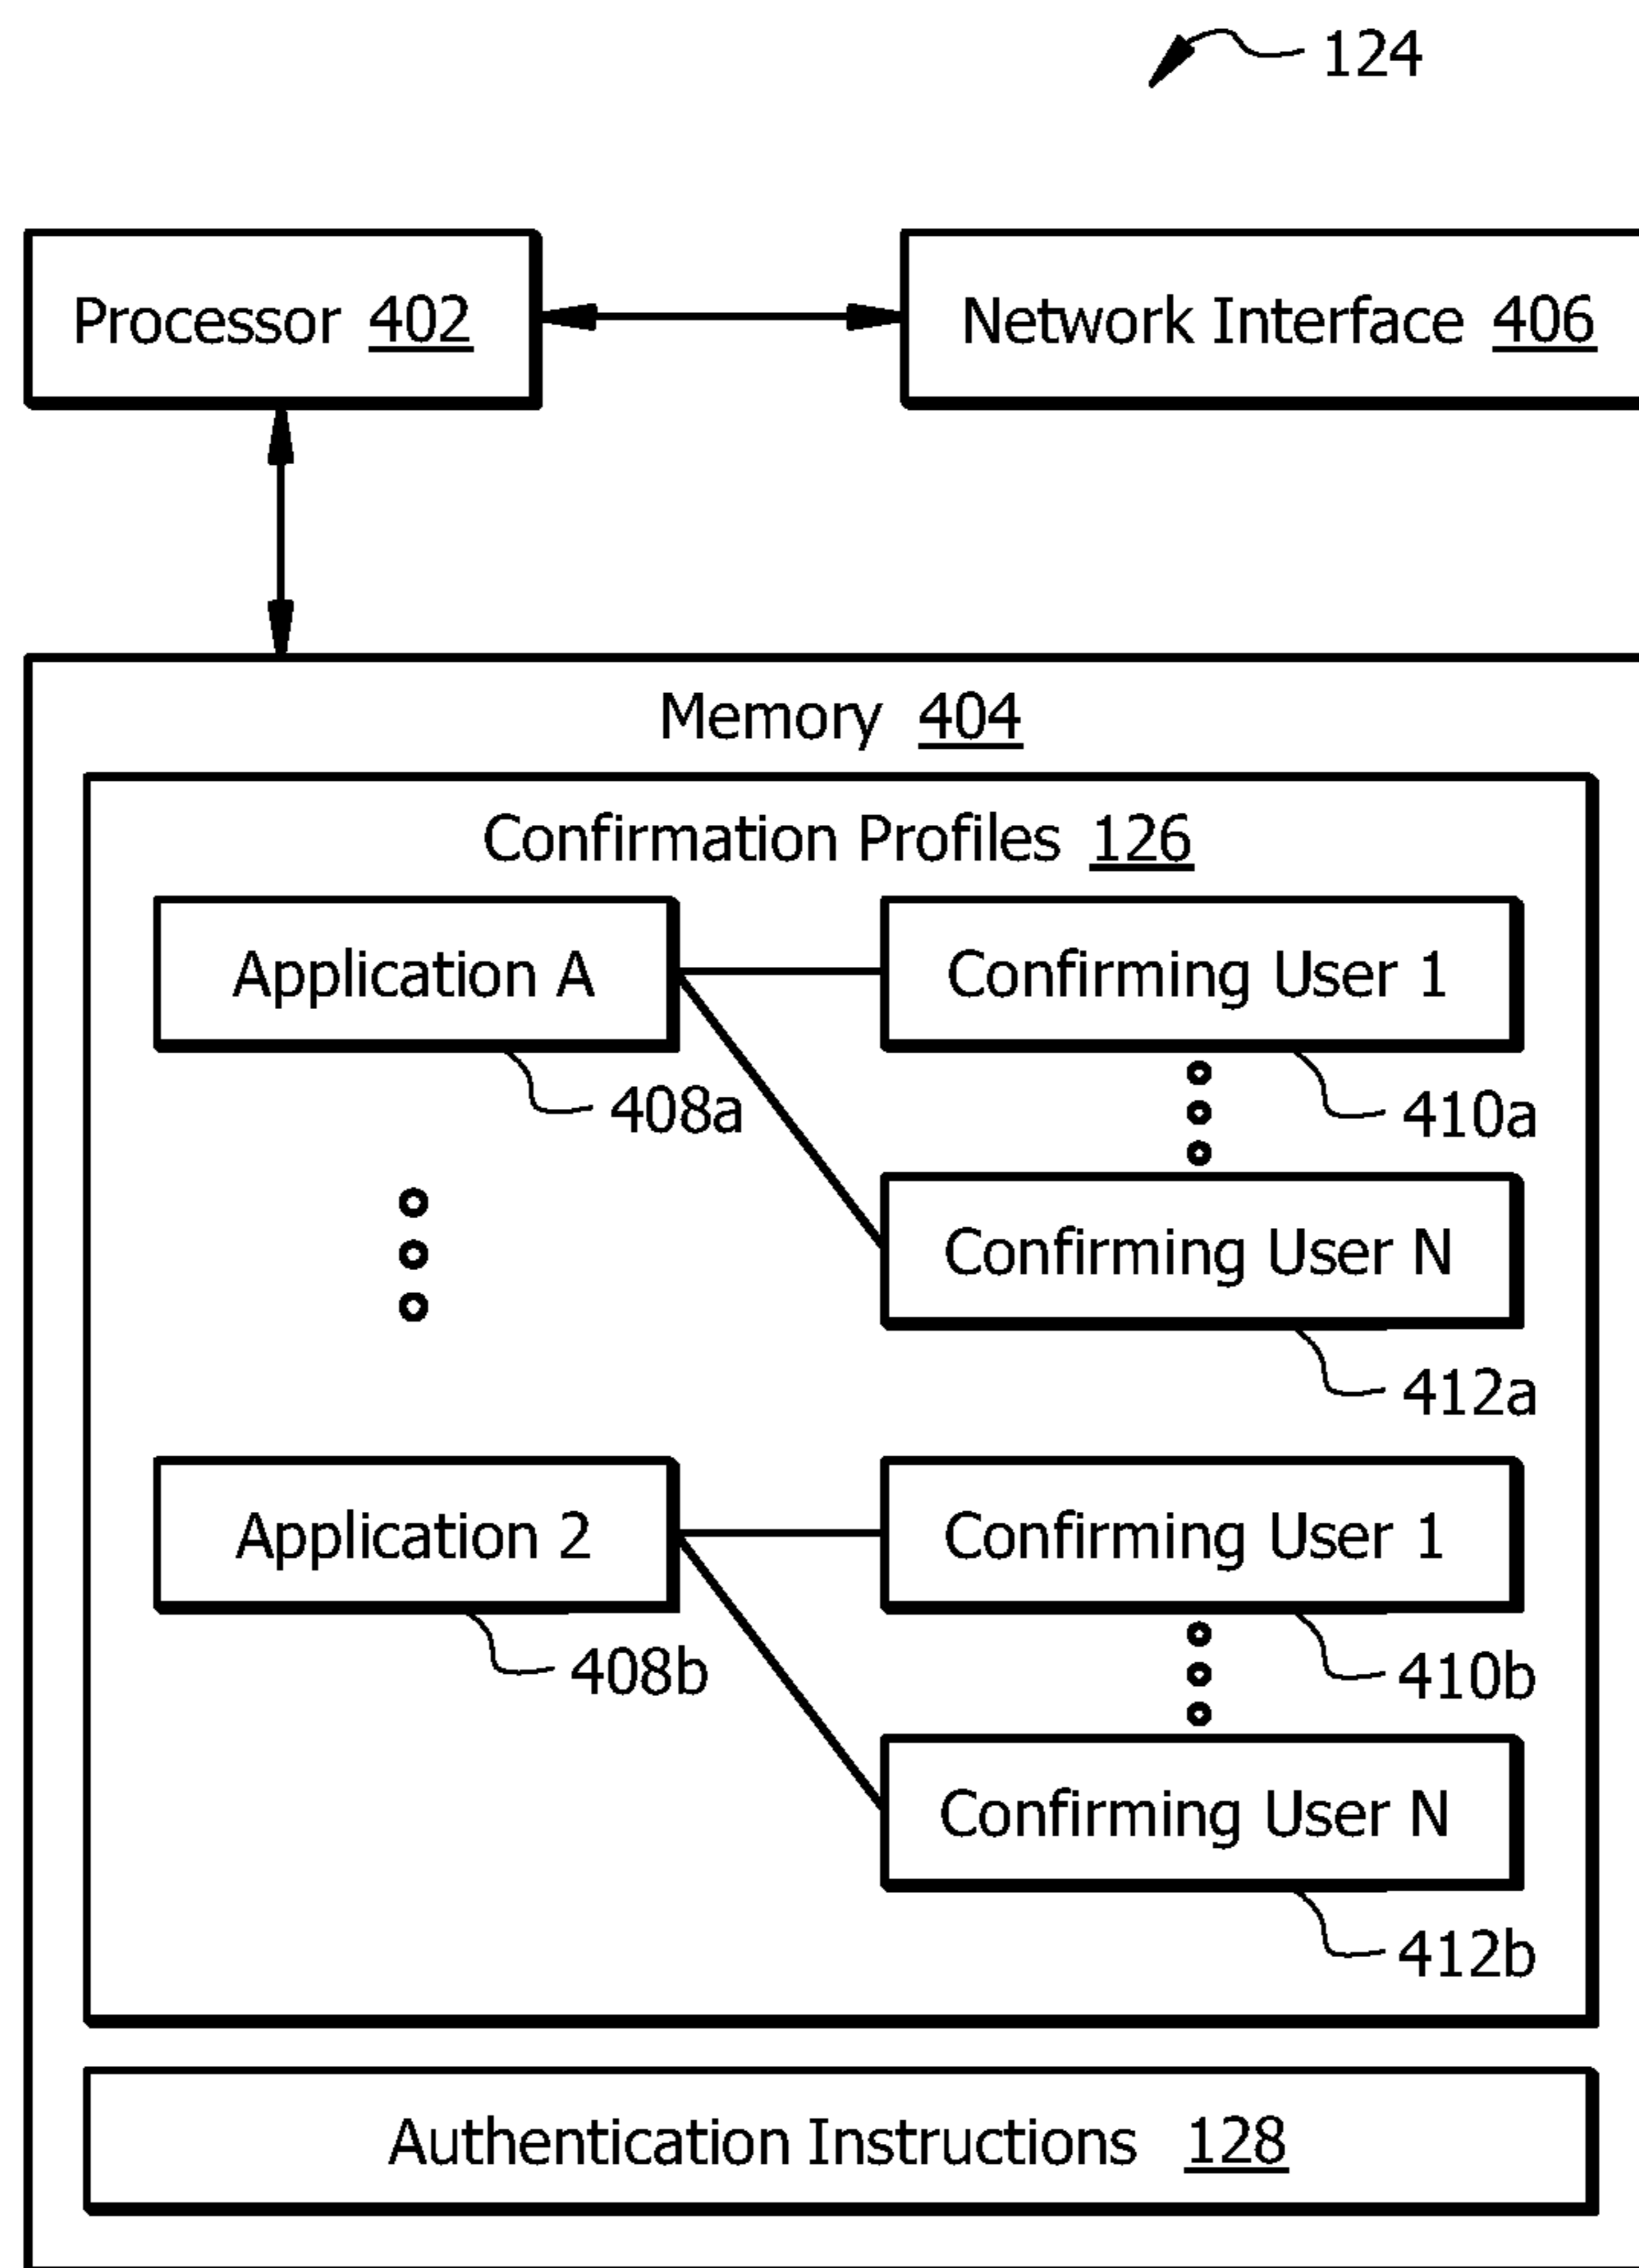 124
Processor 402
Network Interface 406
Memory 404
Confirmation Profiles 126
Application A
Confirming User 1
408a
410a
Confirming User N
412a
Application 2
Confirming User 1
408b
410b
Confirming User N
412b
Authentication Instructions 128